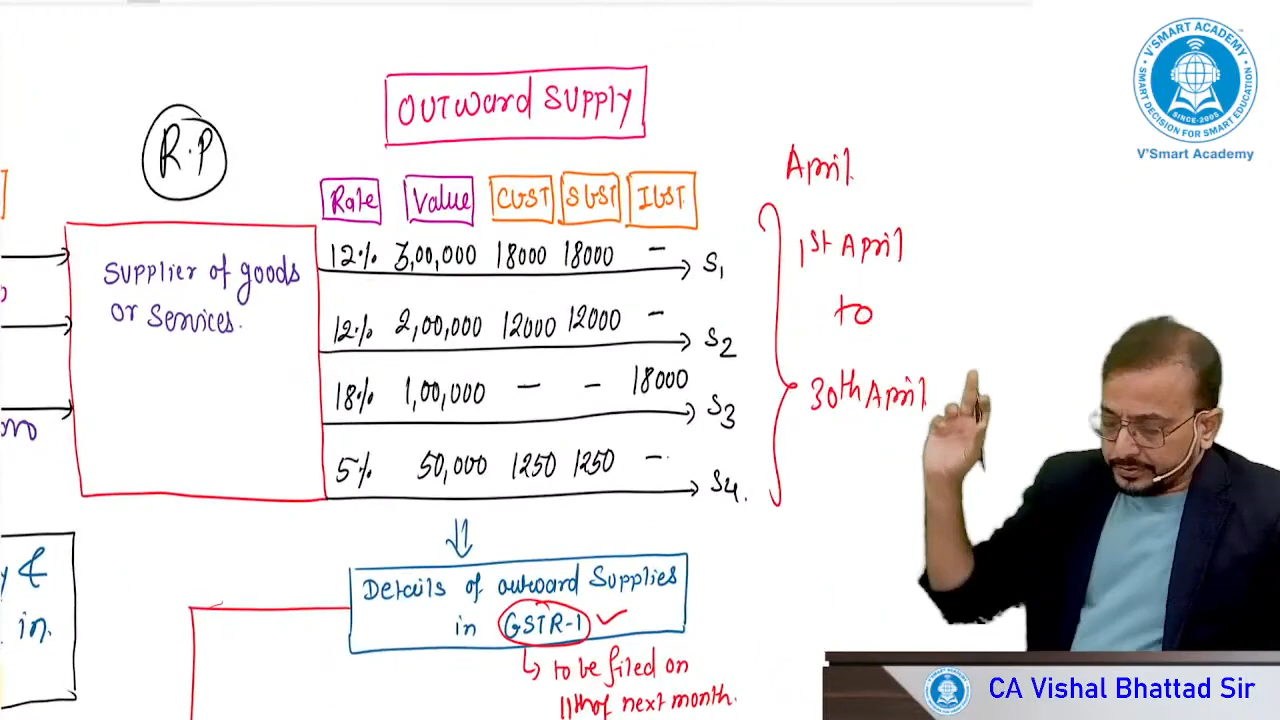 OUTWARD SUPPLY
R.P
April
Rate Value CGST SGST IGST
12% 3,00,000 18000 18000 – S1
1st April
Supplier of goods
or Services.
to
12% 2,00,000 12000 12000 – S2
18% 1,00,000 – – 18000 S3
30th April
5% 50,000 1250 1250 – S4.
Details of outward Supplies
in GSTR-1 ✓
to be filed on
11th of next month.
in.
V'SMART ACADEMY
SINCE-2005
SMART DECISION FOR SMART EDUCATION
V'Smart Academy
CA Vishal Bhattad Sir